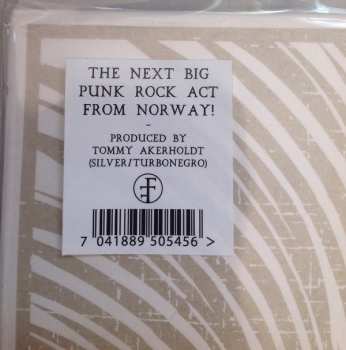 THE NEXT BIG
PUNK ROCK ACT
FROM NORWAY!
-
PRODUCED BY
TOMMY AKERHOLDT
(SILVER/TURBONEGRO)
7 041889 505456 >